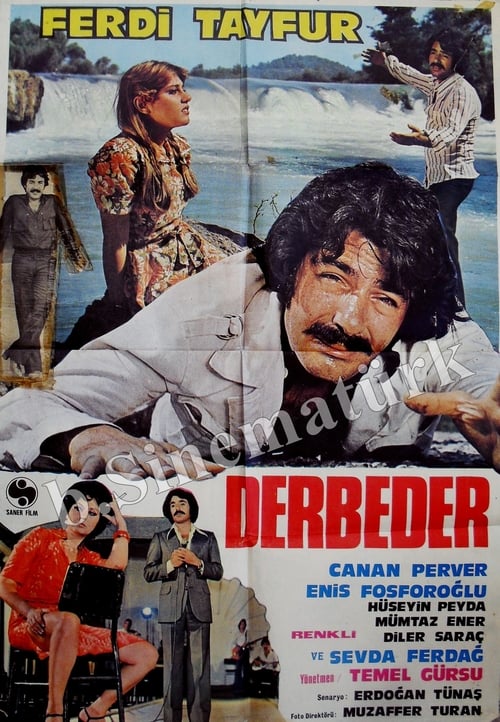 FERDİ TAYFUR
b.Sinematürk
SANER FİLM
DERBEDER
CANAN PERVER
ENİS FOSFOROĞLU
HÜSEYİN PEYDA
MÜMTAZ ENER
RENKLİ DİLER SARAÇ
VE SEVDA FERDAĞ
Yönetmen/ TEMEL GÜRSU
Senaryo: ERDOĞAN TÜNAŞ
Foto Direktörü: MUZAFFER TURAN